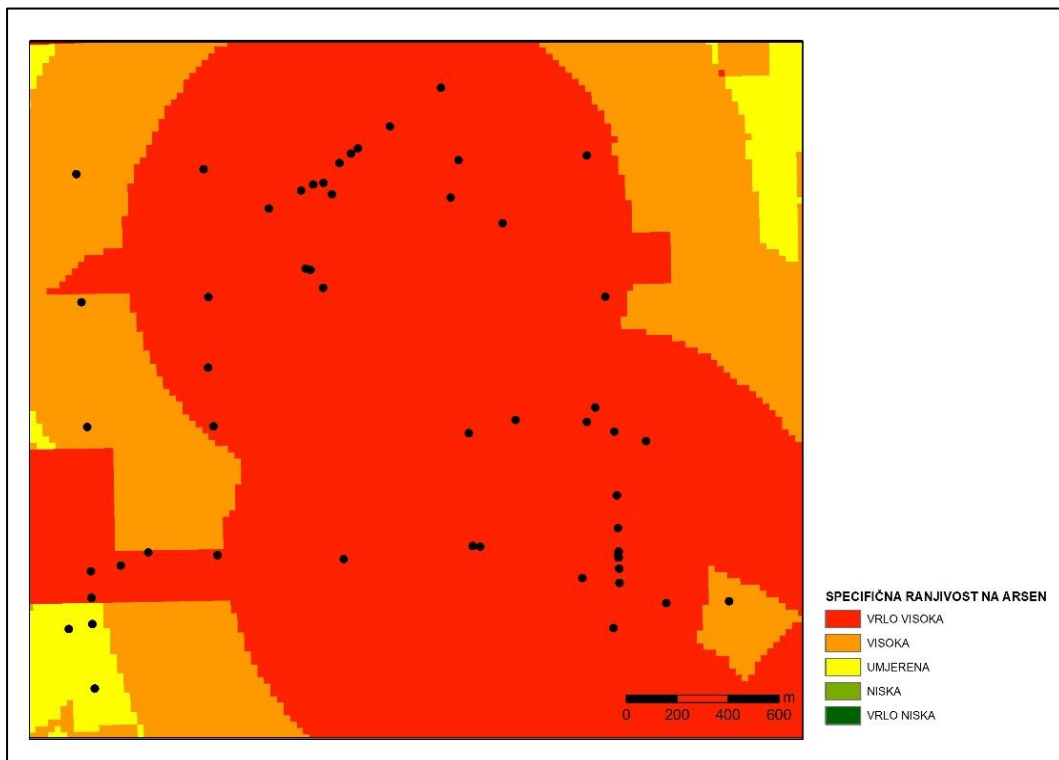 SPECIFIČNA RANJIVOST NA ARSEN
VRLO VISOKA
VISOKA
UMJERENA
NISKA
VRLO NISKA
m
0 200 400 600